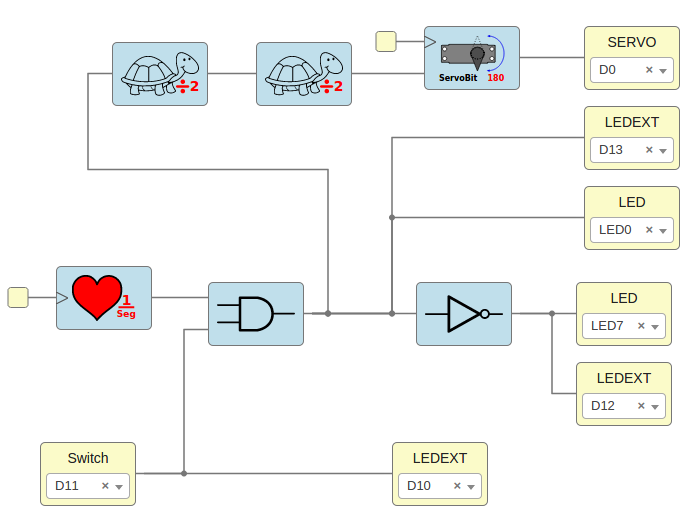 ÷2
÷2
ServoBit 180
SERVO
D0
LEDEXT
D13
LED
LED0
1
Seg
LED
LED7
LEDEXT
D12
Switch
D11
LEDEXT
D10